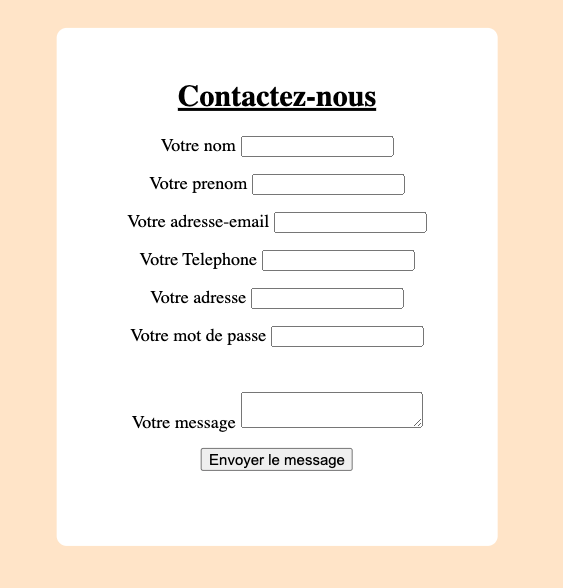 Contactez-nous
Votre nom
Votre prenom
Votre adresse-email
Votre Telephone
Votre adresse
Votre mot de passe
Votre message
Envoyer le message